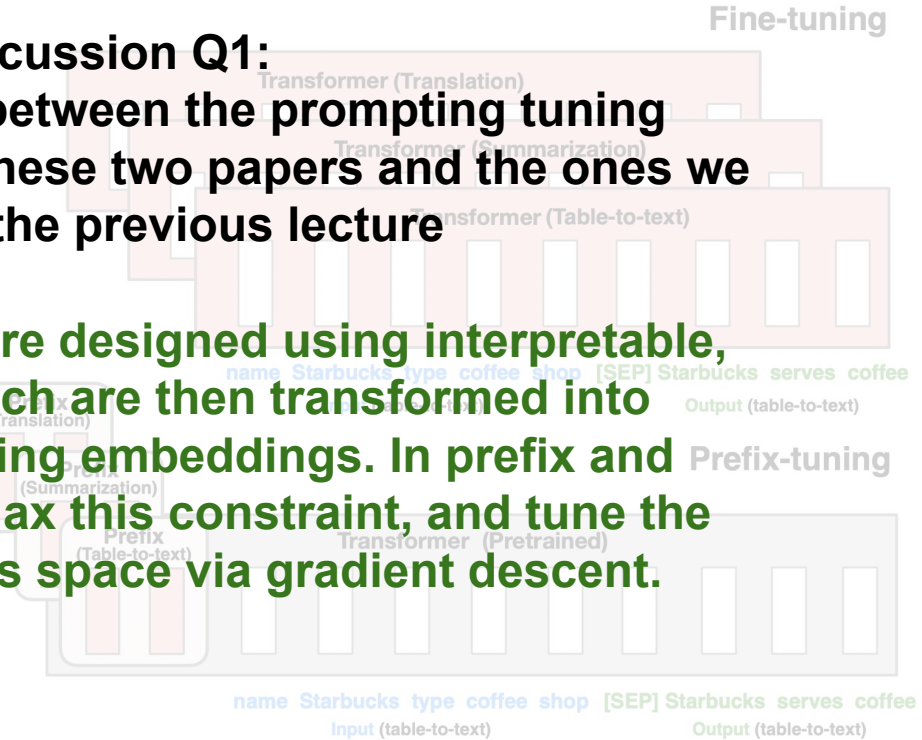 Fine-tuning
cussion Q1:
Transformer (Translation)
between the prompting tuning
Transformer (Summarization)
hese two papers and the ones we
Transformer (Table-to-text)
the previous lecture
re designed using interpretable,
name Starbucks type coffee shop [SEP] Starbucks serves coffee
ch are then transformed into
Output (table-to-text)
ing embeddings. In prefix and
Prefix-tuning
(Summarization)
ax this constraint, and tune the
Prefix
(Table-to-text)
Transformer (Pretrained)
s space via gradient descent.
name Starbucks type coffee shop [SEP] Starbucks serves coffee
Input (table-to-text)
Output (table-to-text)